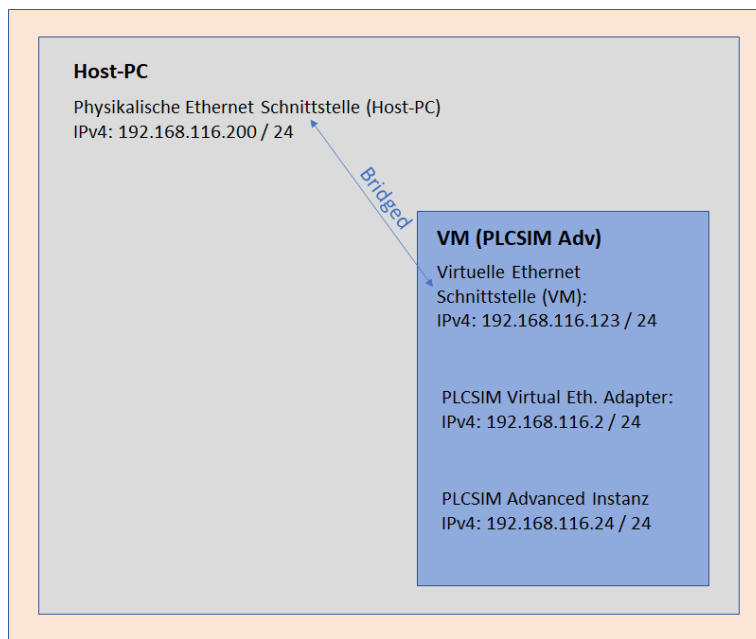 Host-PC
Physikalische Ethernet Schnittstelle (Host-PC)
IPv4: 192.168.116.200 / 24
Bridged
VM (PLCSIM Adv)
Virtuelle Ethernet
Schnittstelle (VM):
IPv4: 192.168.116.123 / 24
PLCSIM Virtual Eth. Adapter:
IPv4: 192.168.116.2 / 24
PLCSIM Advanced Instanz
IPv4: 192.168.116.24 / 24